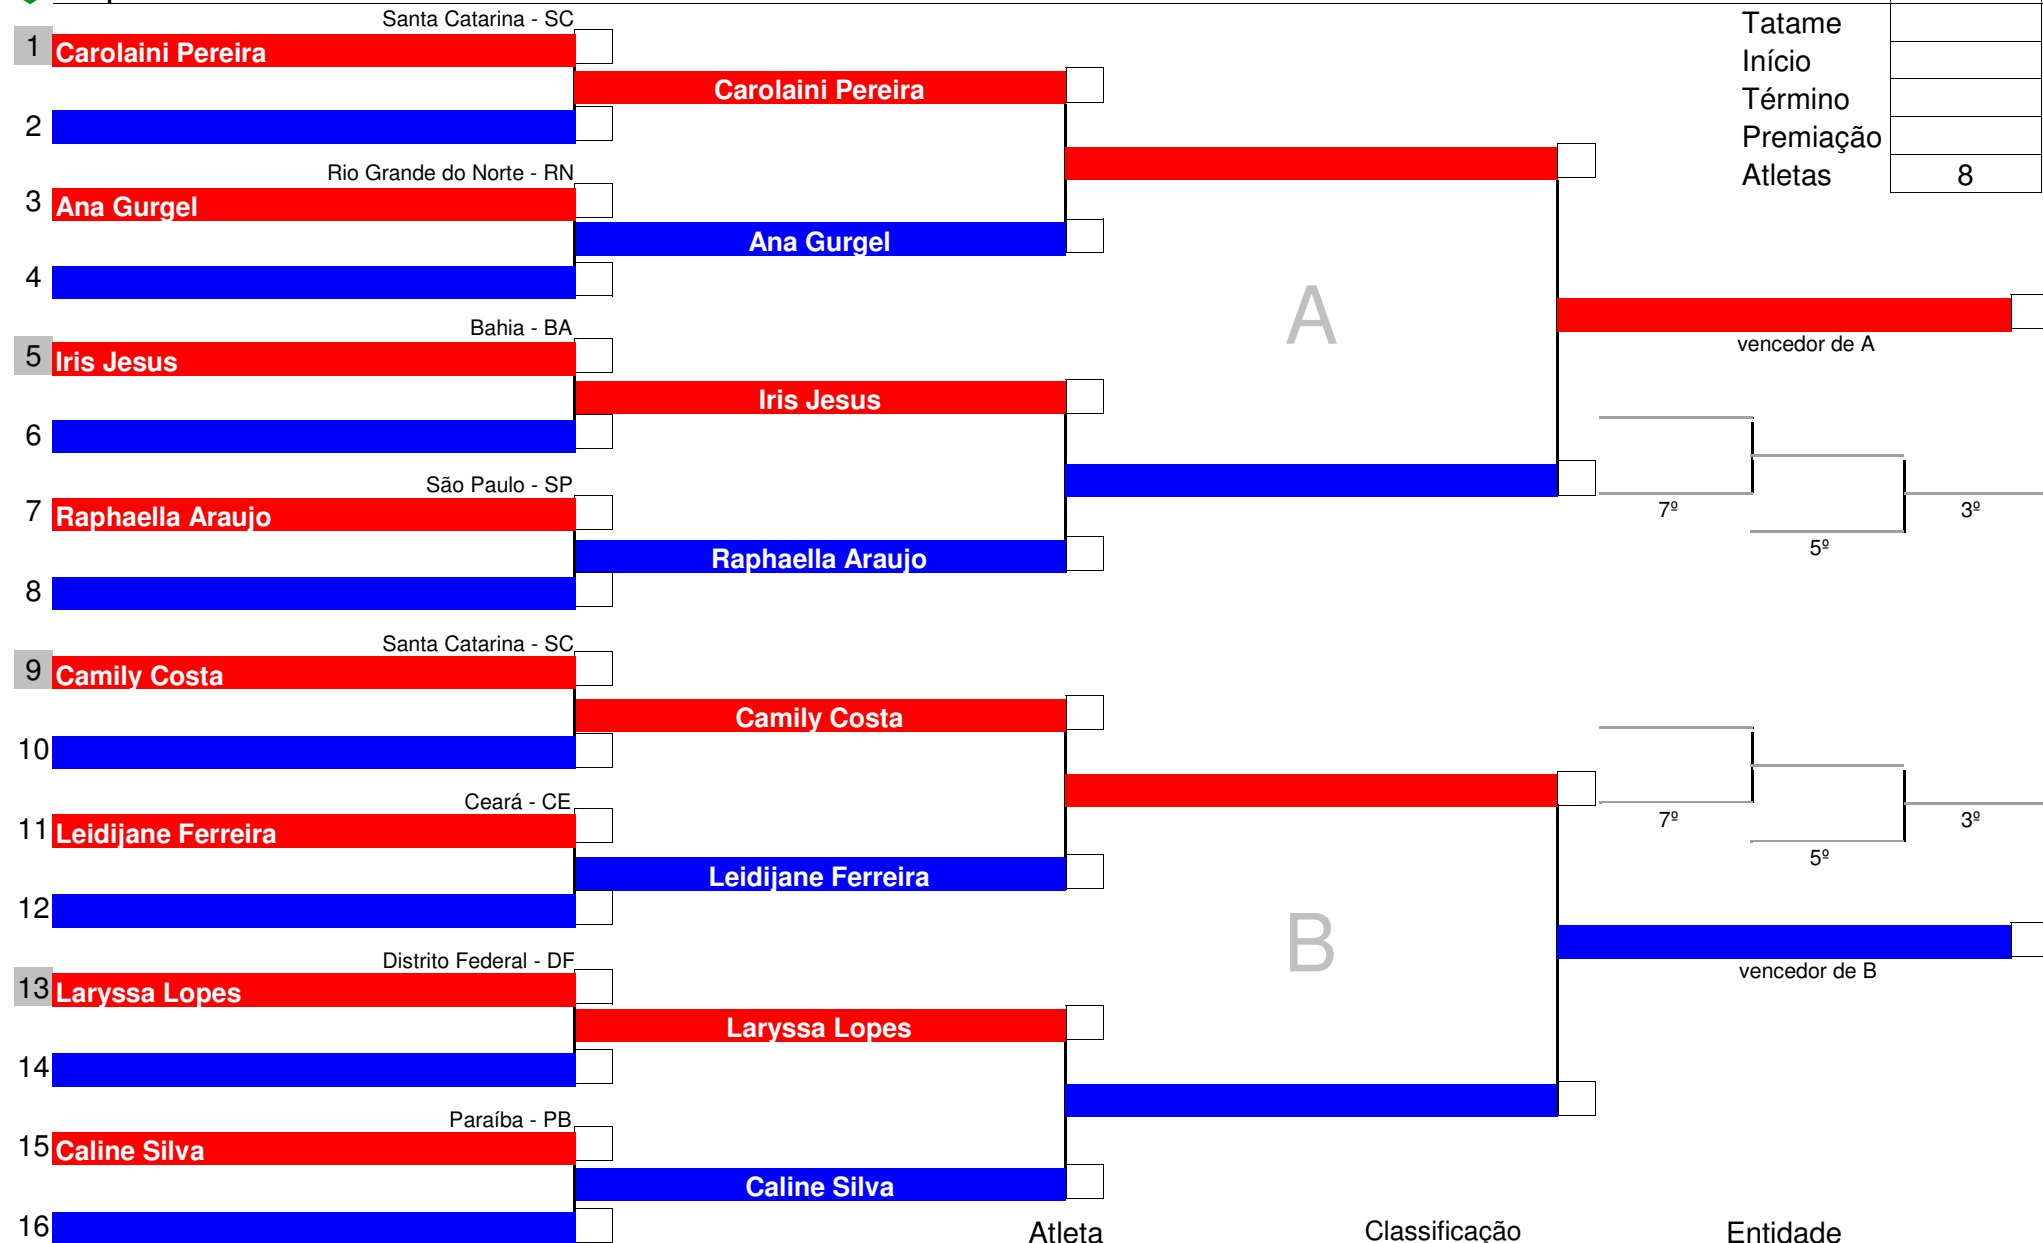 Santa Catarina - SC
1 Carolaini Pereira
Carolaini Pereira
2
Rio Grande do Norte - RN
3 Ana Gurgel
Ana Gurgel
4
Bahia - BA
5 Iris Jesus
Iris Jesus
6
São Paulo - SP
7 Raphaella Araujo
Raphaella Araujo
8
Santa Catarina - SC
9 Camily Costa
Camily Costa
10
Ceará - CE
11 Leidijane Ferreira
Leidijane Ferreira
12
Distrito Federal - DF
13 Laryssa Lopes
Laryssa Lopes
14
Paraíba - PB
15 Caline Silva
Caline Silva
16
A
B
Tatame
Início
Término
Premiação
Atletas 8
vencedor de A
7º
3º
5º
7º
3º
5º
vencedor de B
Atleta Classificação Entidade